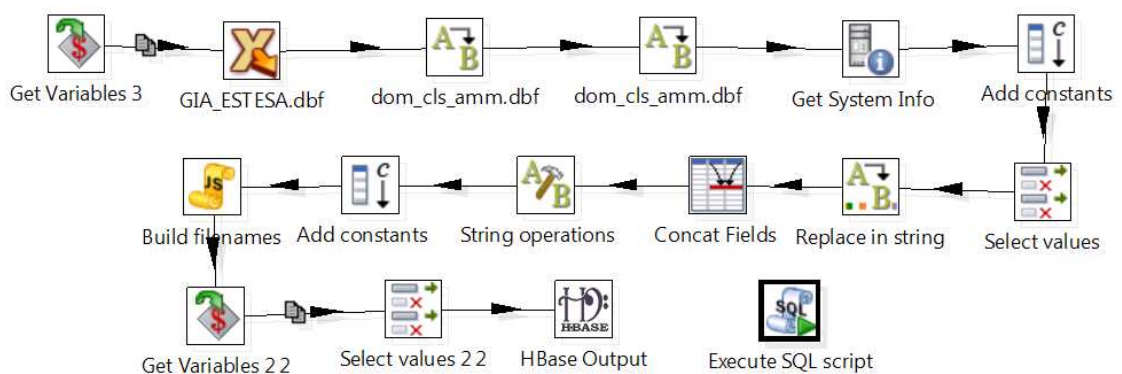 Get Variables 3
GIA_ESTESA.dbf
dom_cls_amm.dbf
dom_cls_amm.dbf
Get System Info
Add constants
Build filenames
Add constants
String operations
Concat Fields
Replace in string
Select values
Get Variables 2 2
Select values 2 2
HBase Output
Execute SQL script